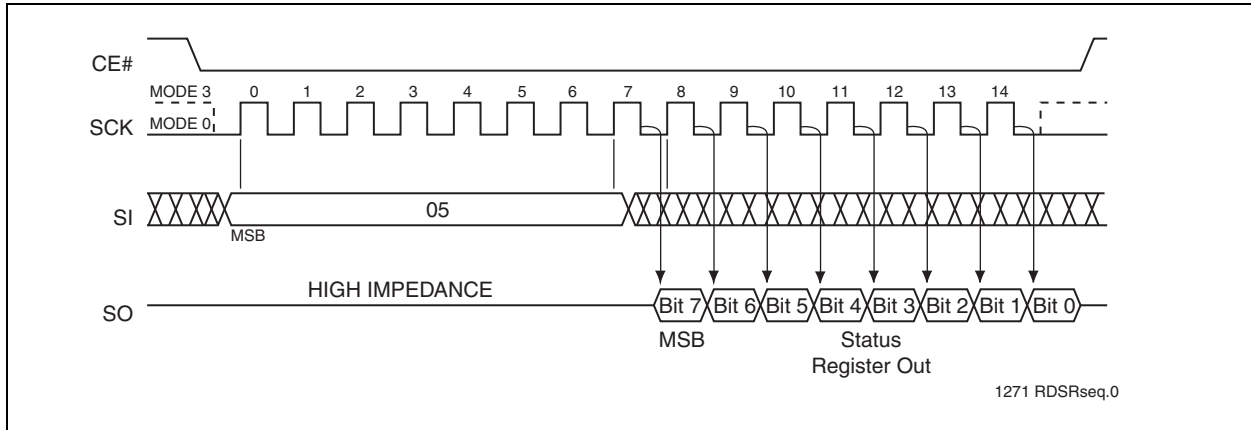 CE#
MODE 3 0 1 2 3 4 5 6 7 8 9 10 11 12 13 14
SCK MODE 0
SI 05
MSB
HIGH IMPEDANCE
SO Bit 7 Bit 6 Bit 5 Bit 4 Bit 3 Bit 2 Bit 1 Bit 0
MSB Status
Register Out
1271 RDSRseq.0